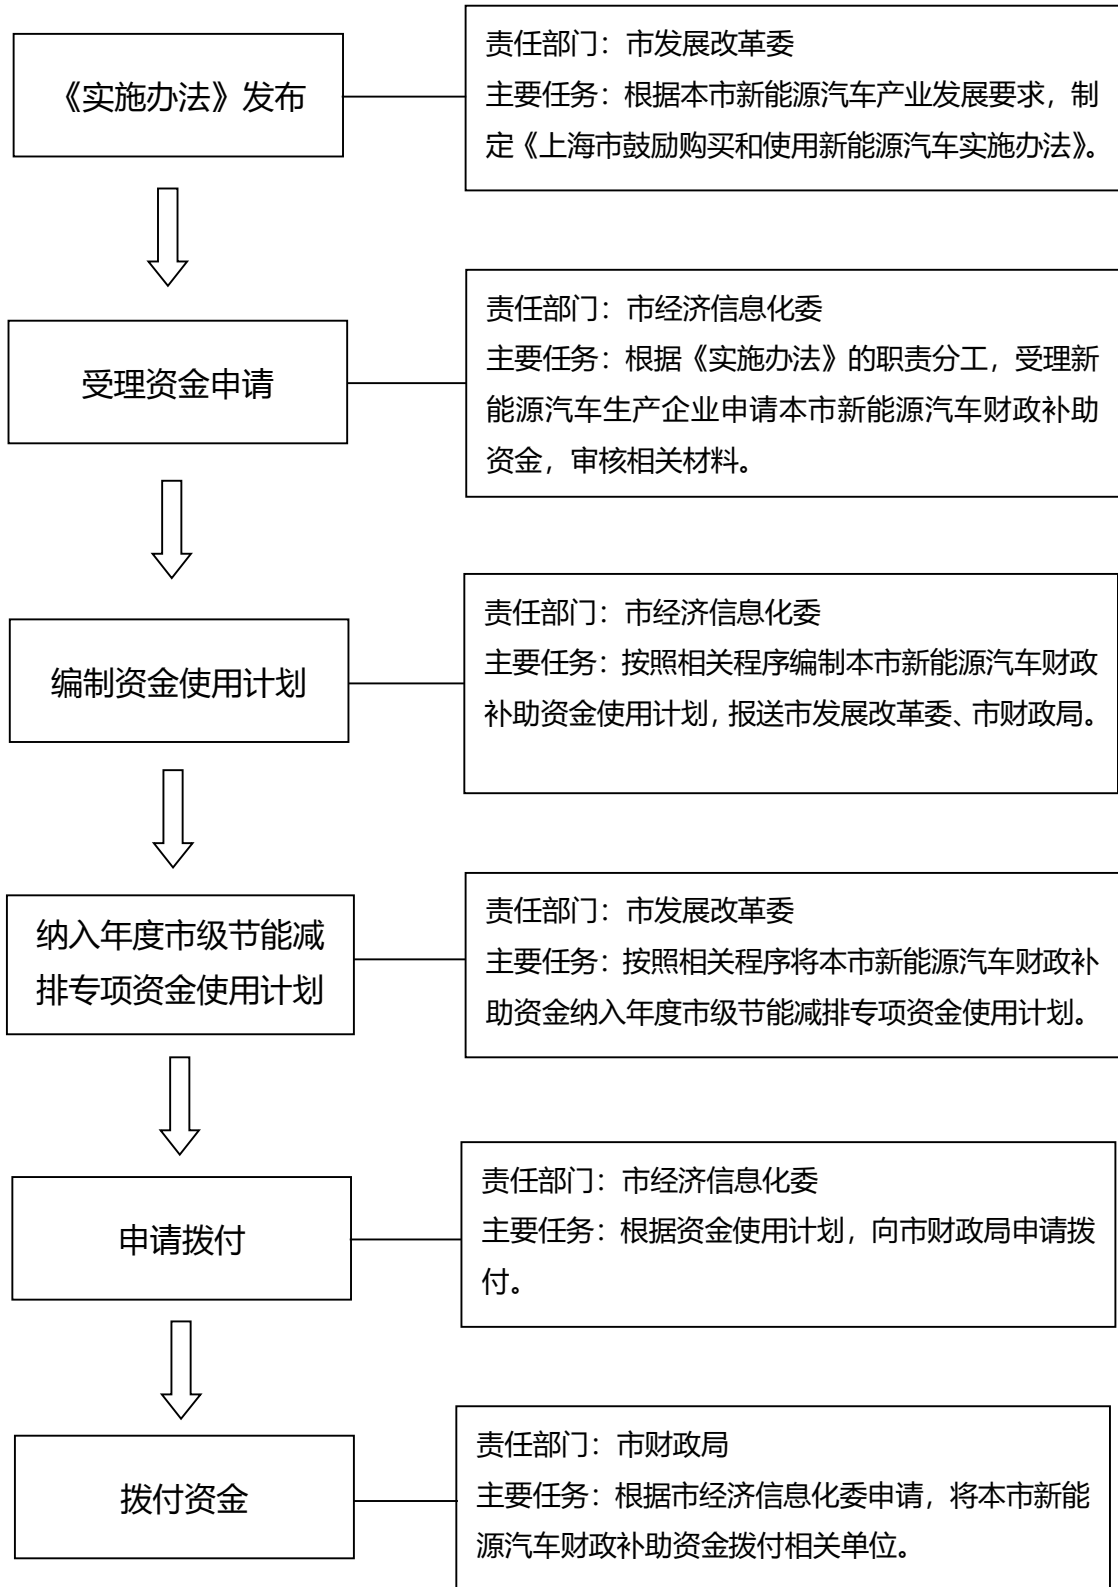 《实施办法》发布
责任部门：市发展改革委
主要任务：根据本市新能源汽车产业发展要求，制
定《上海市鼓励购买和使用新能源汽车实施办法》。
受理资金申请
责任部门：市经济信息化委
主要任务：根据《实施办法》的职责分工，受理新
能源汽车生产企业申请本市新能源汽车财政补助
资金，审核相关材料。
编制资金使用计划
责任部门：市经济信息化委
主要任务：按照相关程序编制本市新能源汽车财政
补助资金使用计划，报送市发展改革委、市财政局。
纳入年度市级节能减
排专项资金使用计划
责任部门：市发展改革委
主要任务：按照相关程序将本市新能源汽车财政补
助资金纳入年度市级节能减排专项资金使用计划。
申请拨付
责任部门：市经济信息化委
主要任务：根据资金使用计划，向市财政局申请拨
付。
拨付资金
责任部门：市财政局
主要任务：根据市经济信息化委申请，将本市新能
源汽车财政补助资金拨付相关单位。